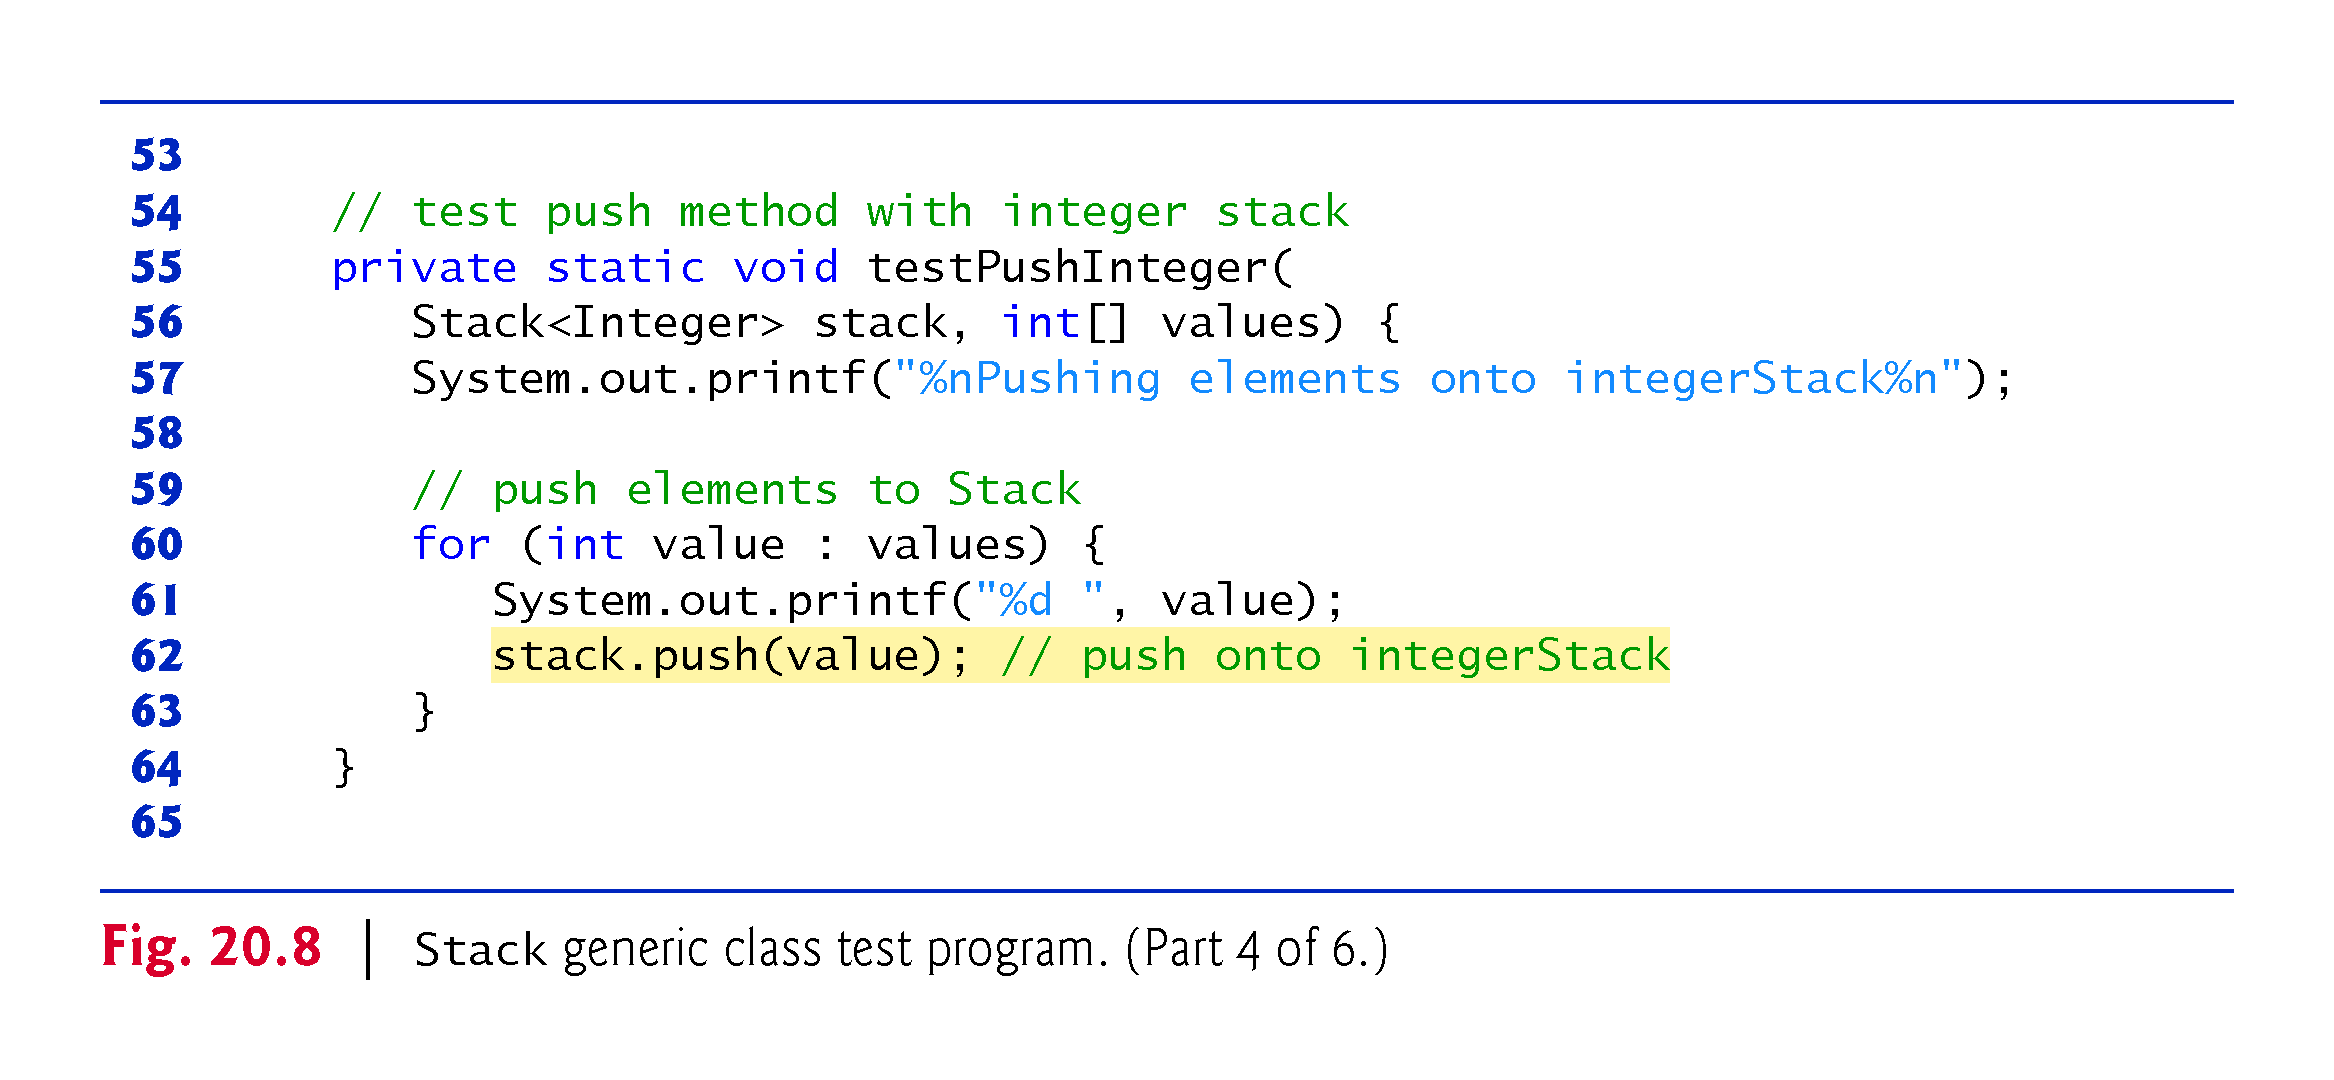 53
54 // test push method with integer stack
55 private static void testPushInteger(
56 Stack<Integer> stack, int[] values) {
57 System.out.printf("%nPushing elements onto integerStack%n");
58
59 // push elements to Stack
60 for (int value : values) {
61 System.out.printf("%d ", value);
62 stack.push(value); // push onto integerStack
63 }
64 }
65
Fig. 20.8 | Stack generic class test program. (Part 4 of 6.)